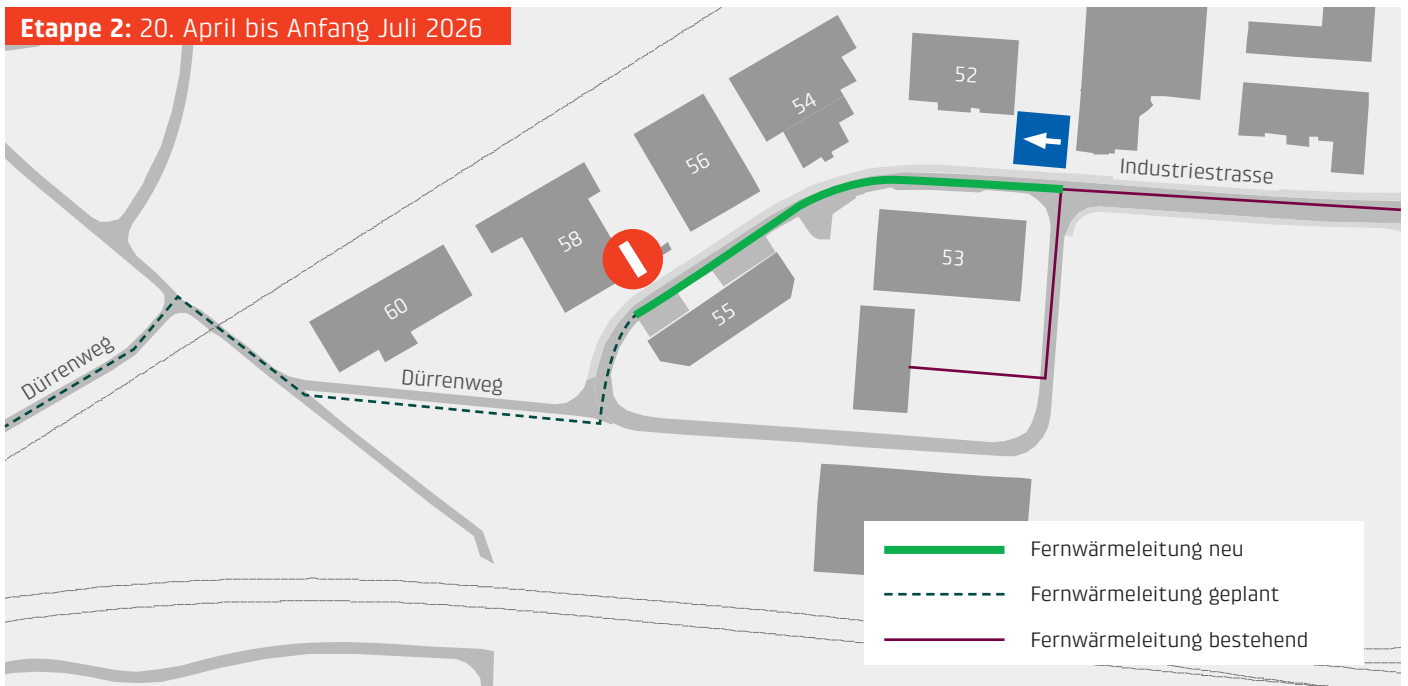 Etappe 2: 20. April bis Anfang Juli 2026
52
54
56
Industriestrasse
58
53
60
55
Dürrenweg
Dürrenweg
Fernwärmeleitung neu
Fernwärmeleitung geplant
Fernwärmeleitung bestehend